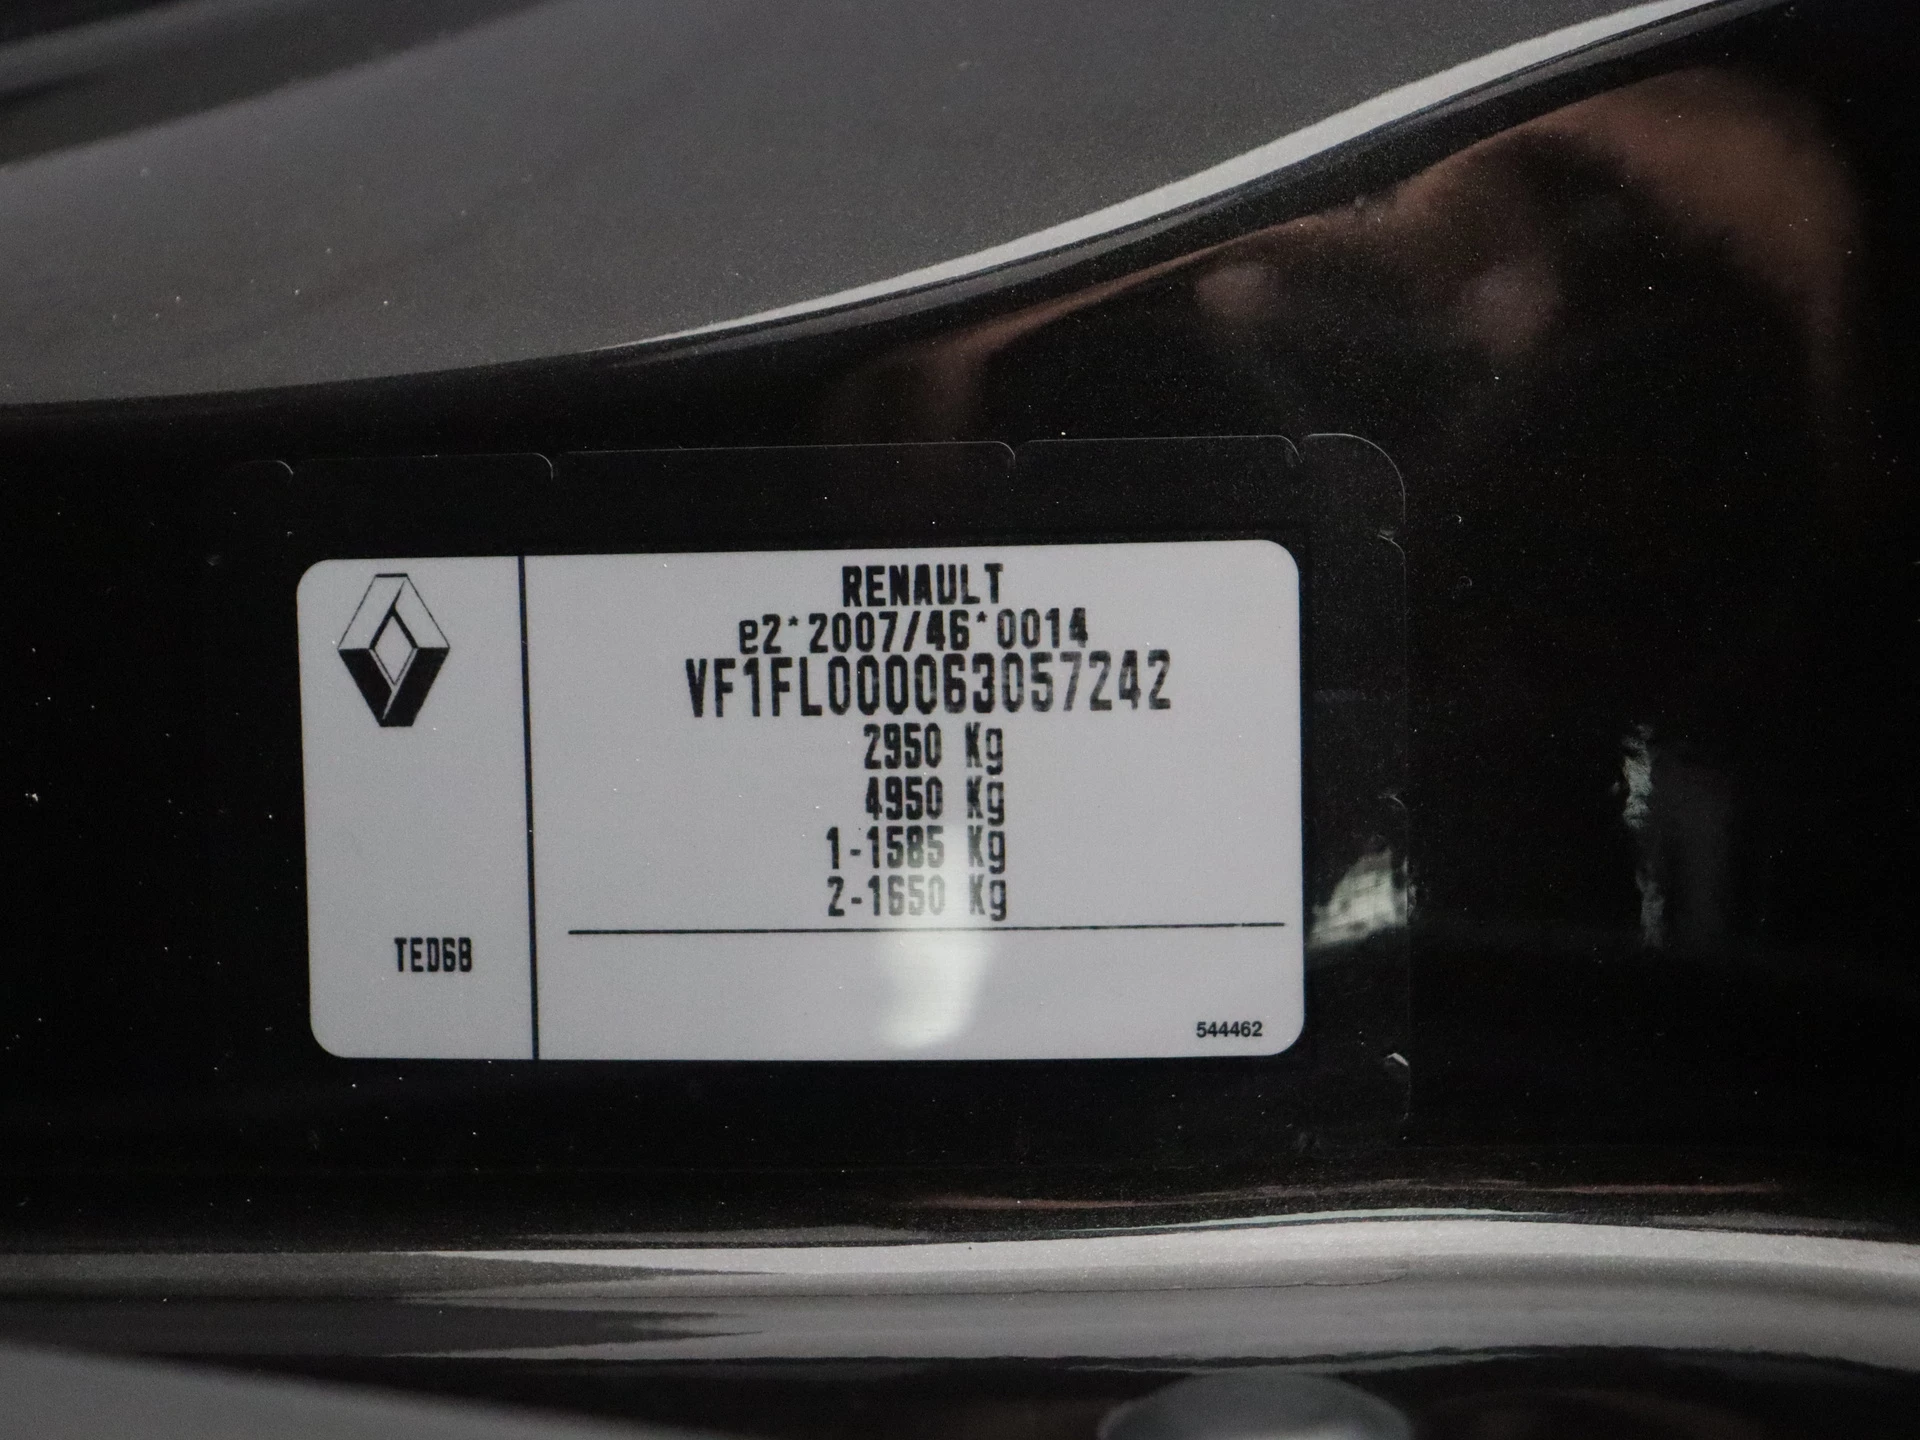 RENAULT
e2*2007/46*0014
VF1FL000063057242
2950 Kg
4950 Kg
1-1585 Kg
2-1650 Kg
TED68
544462